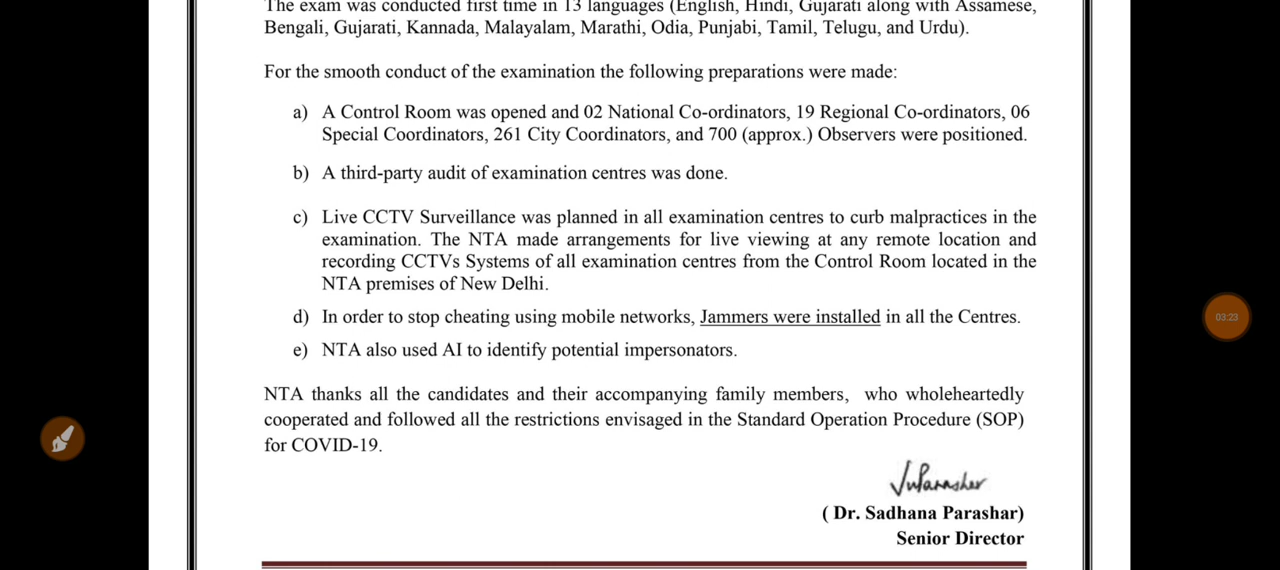 The exam was conducted first time in 13 languages (English, Hindi, Gujarati along with Assamese,
Bengali, Gujarati, Kannada, Malayalam, Marathi, Odia, Punjabi, Tamil, Telugu, and Urdu).
For the smooth conduct of the examination the following preparations were made:
a) A Control Room was opened and 02 National Co-ordinators, 19 Regional Co-ordinators, 06
Special Coordinators, 261 City Coordinators, and 700 (approx.) Observers were positioned.
b) A third-party audit of examination centres was done.
c) Live CCTV Surveillance was planned in all examination centres to curb malpractices in the
examination. The NTA made arrangements for live viewing at any remote location and
recording CCTVs Systems of all examination centres from the Control Room located in the
NTA premises of New Delhi.
d) In order to stop cheating using mobile networks, Jammers were installed in all the Centres.
03:23
e) NTA also used AI to identify potential impersonators.
NTA thanks all the candidates and their accompanying family members, who wholeheartedly
cooperated and followed all the restrictions envisaged in the Standard Operation Procedure (SOP)
for COVID-19.
( Dr. Sadhana Parashar)
Senior Director